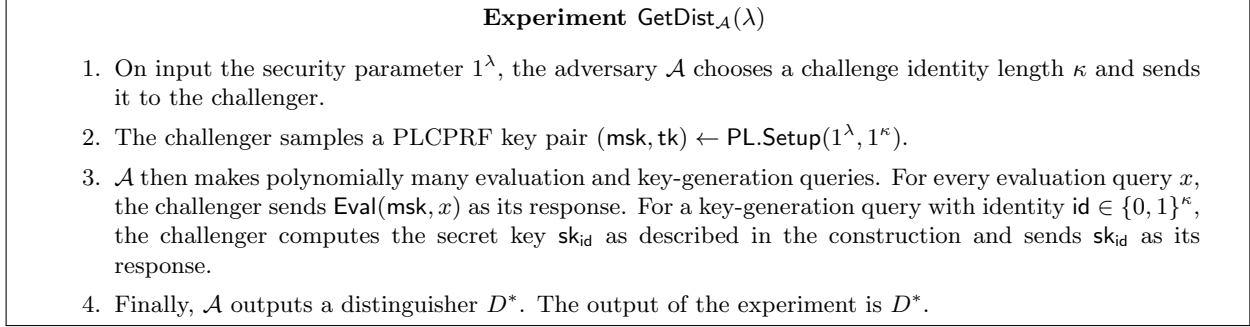 Experiment GetDist_𝒜(λ)
1. On input the security parameter 1^λ, the adversary 𝒜 chooses a challenge identity length κ and sends
it to the challenger.
2. The challenger samples a PLCPRF key pair (msk, tk) ← PL.Setup(1^λ, 1^κ).
3. 𝒜 then makes polynomially many evaluation and key-generation queries. For every evaluation query x,
the challenger sends Eval(msk, x) as its response. For a key-generation query with identity id ∈ {0, 1}^κ,
the challenger computes the secret key sk_id as described in the construction and sends sk_id as its
response.
4. Finally, 𝒜 outputs a distinguisher D*. The output of the experiment is D*.